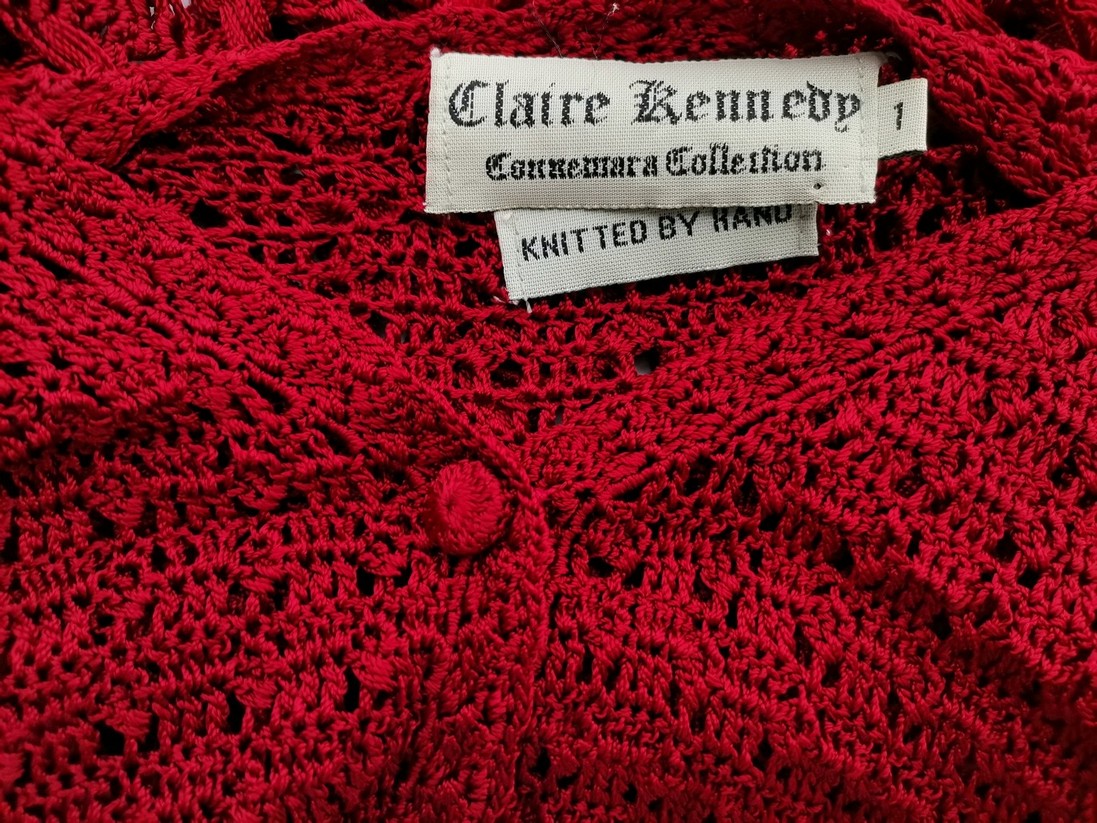 Claire Kennedy
1
Connemara Collection
KNITTED BY HAND